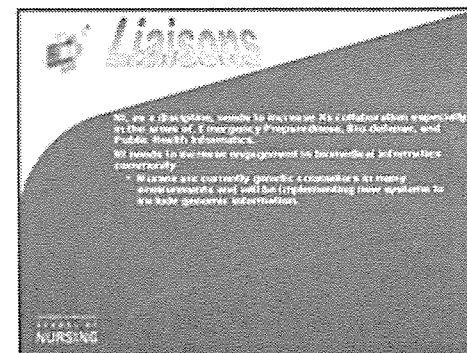 Liaisons
NI, as a discipline, needs to increase its collaboration especially
in the areas of, Emergency Preparedness, Bio-defense, and
Public Health Informatics.
NI needs to increase engagement in biomedical informatics
community
• Nurses are currently genetic counselors in many
environments and will be implementing new systems to
include genomic information.
SCHOOL OF
NURSING